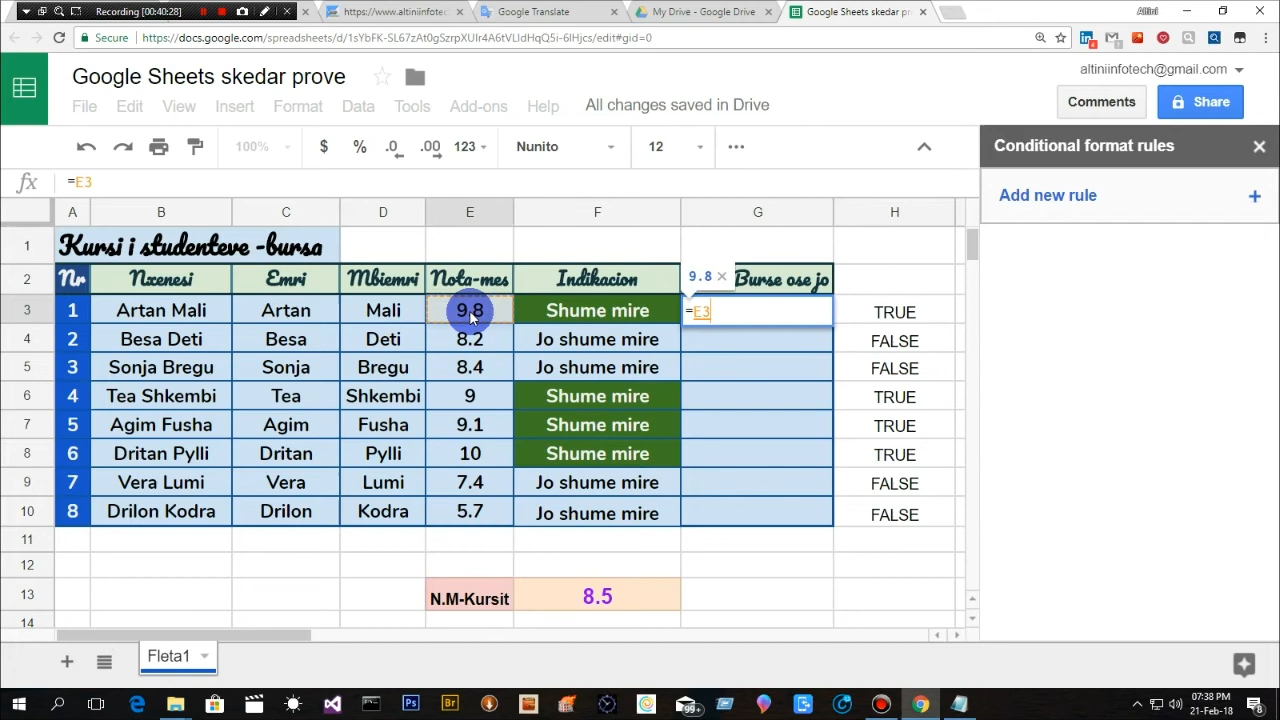 Recording [00:40:28]
https://www.altiniinfotec
Google Translate
My Drive - Google Drive
Google Sheets skedar pr
Altini
Secure
https://docs.google.com/spreadsheets/d/1sYbFK-SL67zAt0gSzrpXUIr4A6tVLIdHqQ5i-6IHjcs/edit#gid=0
Google Sheets skedar prove
altiniinfotech@gmail.com
File Edit View Insert Format Data Tools Add-ons Help All changes saved in Drive
Comments
Share
100% $ % .0 .00 123 Nunito 12
Conditional format rules
Add new rule
fx =E3
A B C D E F G H
1 Kursi i studenteve -bursa
2 Nr Nxenesi Emri Mbiemri Nota-mes Indikacion Burse ose jo
9.8 ×
3 1 Artan Mali Artan Mali 9.8 Shume mire =E3 TRUE
4 2 Besa Deti Besa Deti 8.2 Jo shume mire FALSE
5 3 Sonja Bregu Sonja Bregu 8.4 Jo shume mire FALSE
6 4 Tea Shkembi Tea Shkembi 9 Shume mire TRUE
7 5 Agim Fusha Agim Fusha 9.1 Shume mire TRUE
8 6 Dritan Pylli Dritan Pylli 10 Shume mire TRUE
9 7 Vera Lumi Vera Lumi 7.4 Jo shume mire FALSE
10 8 Drilon Kodra Drilon Kodra 5.7 Jo shume mire FALSE
11
12
13 N.M-Kursit 8.5
14
Fleta1
Ps
Br
99+
07:38 PM
21-Feb-18